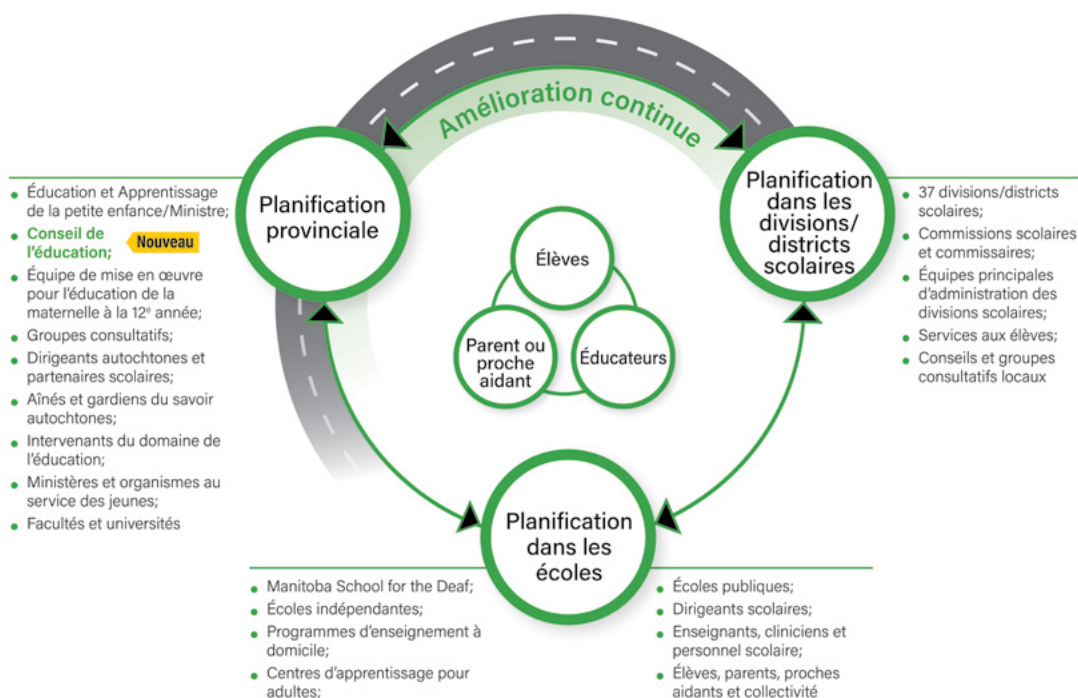 Amélioration continue
Planification
provinciale
Planification
dans les
divisions/
districts
scolaires
Élèves
Parent ou
proche
aidant
Éducateurs
Planification
dans les
écoles
Éducation et Apprentissage
de la petite enfance/Ministre;
Conseil de
l'éducation;
Nouveau
Équipe de mise en œuvre
pour l'éducation de la
maternelle à la 12e année;
Groupes consultatifs;
Dirigeants autochtones et
partenaires scolaires;
Aînés et gardiens du savoir
autochtones;
Intervenants du domaine de
l'éducation;
Ministères et organismes au
service des jeunes;
Facultés et universités
37 divisions/districts
scolaires;
Commissions scolaires
et commissaires;
Équipes principales
d'administration des
divisions scolaires;
Services aux élèves;
Conseils et groupes
consultatifs locaux
Manitoba School for the Deaf;
Écoles indépendantes;
Programmes d'enseignement à
domicile;
Centres d'apprentissage pour
adultes;
Écoles publiques;
Dirigeants scolaires;
Enseignants, cliniciens et
personnel scolaire;
Élèves, parents, proches
aidants et collectivité